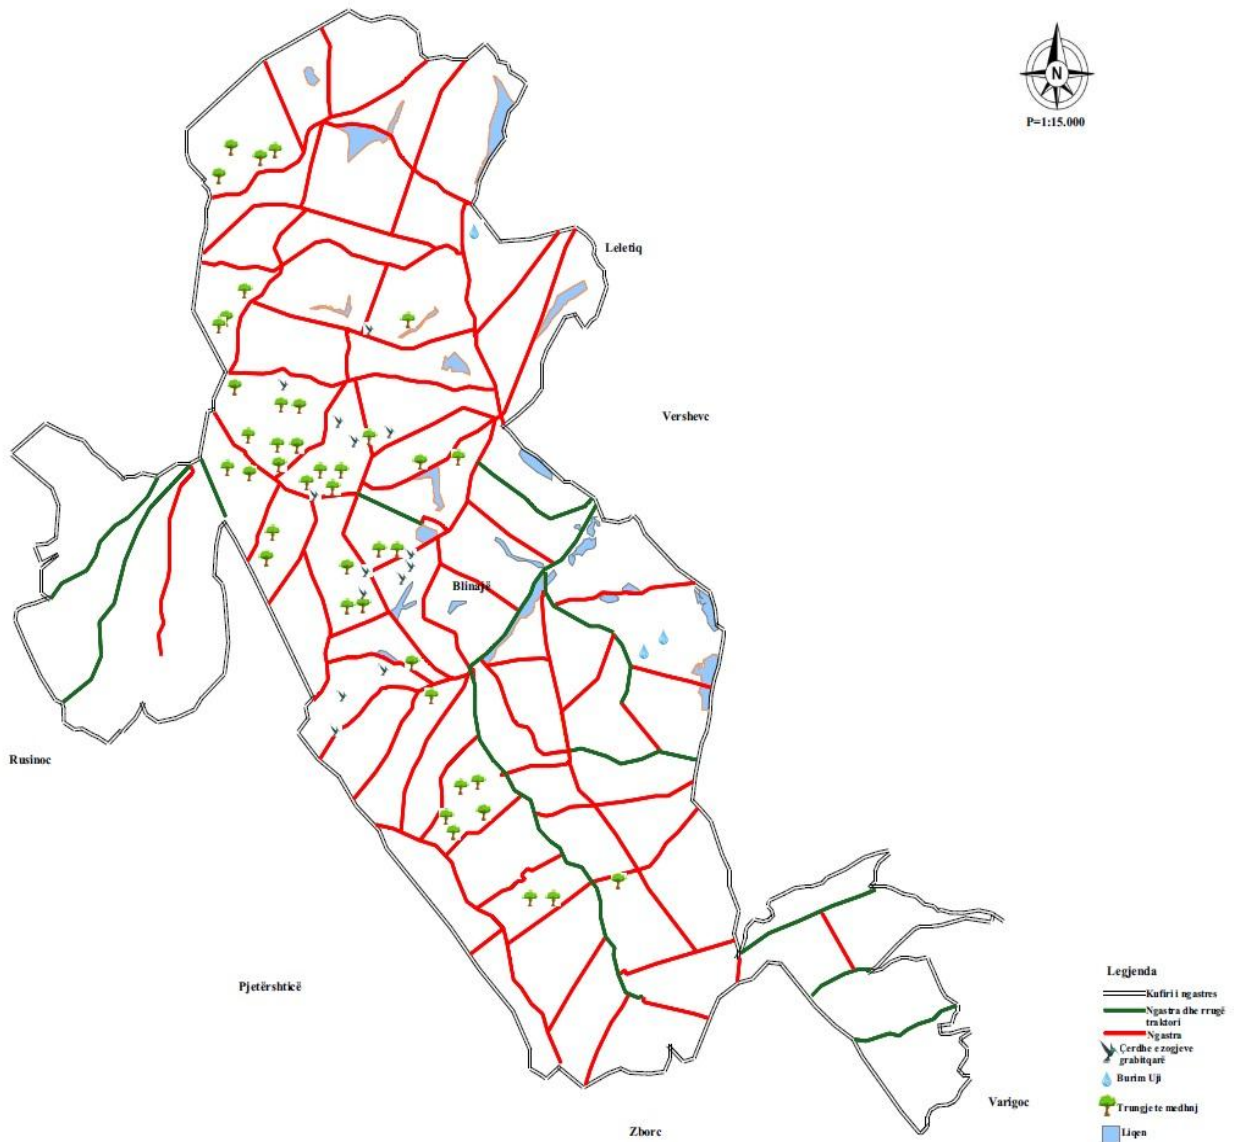 N
P=1:15.000
Leletiq
Vershevc
Blinajë
Rusinoc
Pjetërshticë
Zborc
Varigoc
Legjenda
Kufiri i ngastres
Ngastra dhe rrugë
traktori
Ngastra
Çerdhe e zogjeve
grabitqarë
Burim Uji
Trungje te medhnj
Liqen